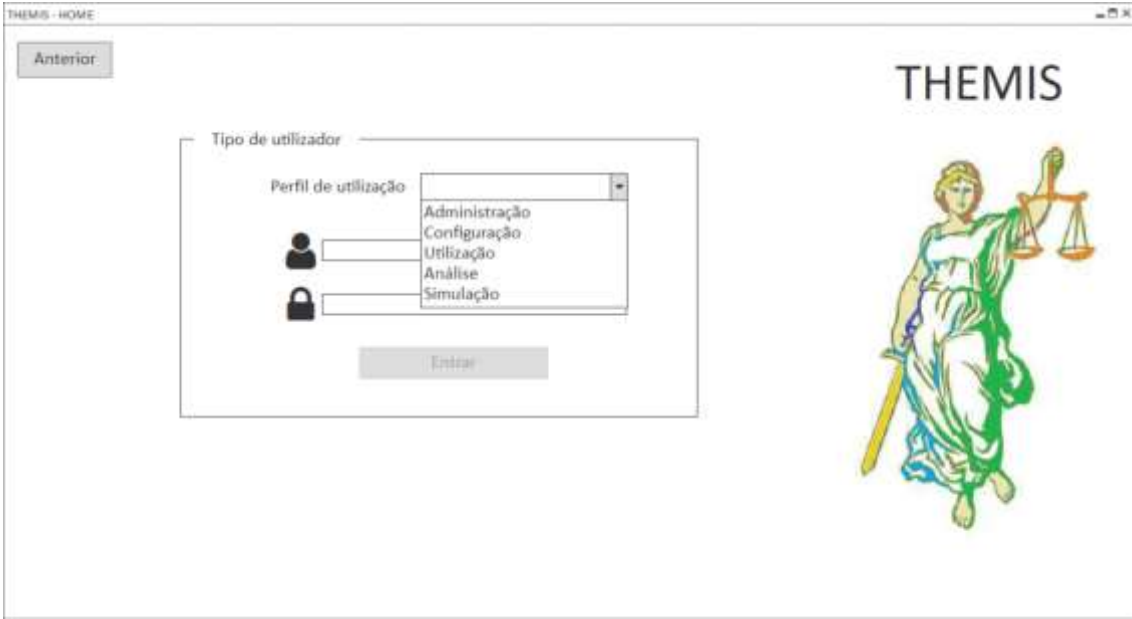 THEMIS - HOME
Anterior
THEMIS
Tipo de utilizador
Perfil de utilização
Administração
Configuração
Utilização
Análise
Simulação
Entrar